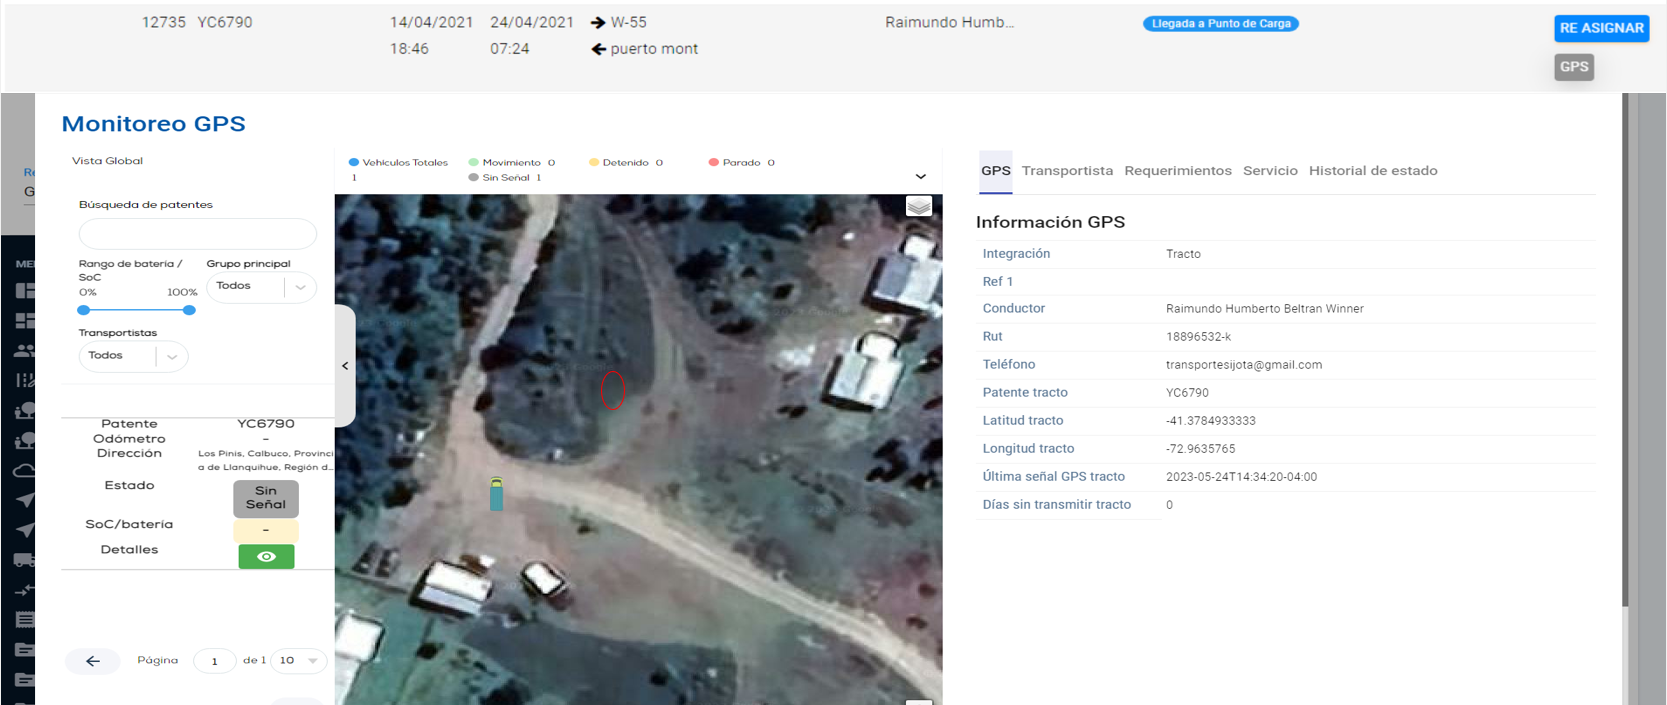 12735 YC6790 14/04/2021 24/04/2021 → W-55 Raimundo Humb... Llegada a Punto de Carga RE ASIGNAR
18:46 07:24 ← puerto mont
GPS
Monitoreo GPS
Vista Global
Búsqueda de patentes
Rango de batería / SoC
0% 100%
Grupo principal
Todos
Transportistas
Todos
Patente YC6790
Odómetro -
Dirección Los Pinis, Calbuco, Provinci
a de Llanquihue, Región d...
Estado Sin Señal
SoC/batería -
Detalles
Página 1 de 1 10
Vehículos Totales 1
Movimiento 0
Detenido 0
Parado 0
Sin Señal 1
GPS Transportista Requerimientos Servicio Historial de estado
Información GPS
Integración Tracto
Ref 1
Conductor Raimundo Humberto Beltran Winner
Rut 18896532-k
Teléfono transportesijota@gmail.com
Patente tracto YC6790
Latitud tracto -41.3784933333
Longitud tracto -72.9635765
Última señal GPS tracto 2023-05-24T14:34:20-04:00
Días sin transmitir tracto 0